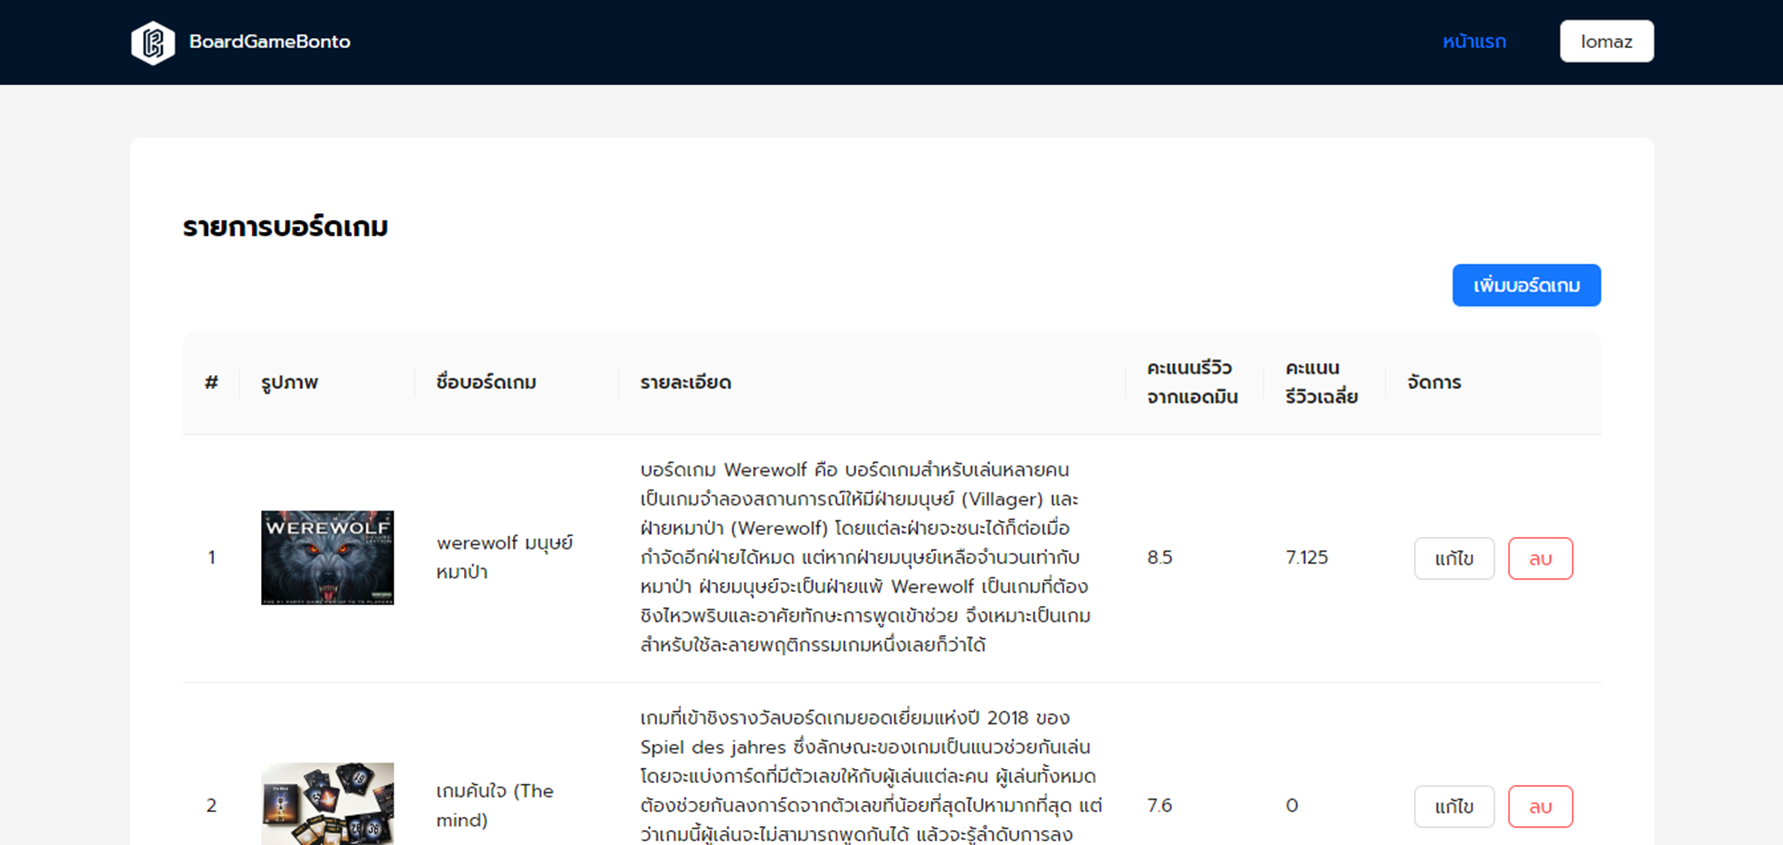 BoardGameBonto
หน้าแรก
lomaz
รายการบอร์ดเกม
เพิ่มบอร์ดเกม
#
รูปภาพ
ชื่อบอร์ดเกม
รายละเอียด
คะแนนรีวิว
จากแอดมิน
คะแนน
รีวิวเฉลี่ย
จัดการ
1
WEREWOLF
werewolf มนุษย์
หมาป่า
บอร์ดเกม Werewolf คือ บอร์ดเกมสำหรับเล่นหลายคน
เป็นเกมจำลองสถานการณ์ให้มีฝ่ายมนุษย์ (Villager) และ
ฝ่ายหมาป่า (Werewolf) โดยแต่ละฝ่ายจะชนะได้ก็ต่อเมื่อ
กำจัดอีกฝ่ายได้หมด แต่หากฝ่ายมนุษย์เหลือจำนวนเท่ากับ
หมาป่า ฝ่ายมนุษย์จะเป็นฝ่ายแพ้ Werewolf เป็นเกมที่ต้อง
ชิงไหวพริบและอาศัยทักษะการพูดเข้าช่วย จึงเหมาะเป็นเกม
สำหรับใช้ละลายพฤติกรรมเกมหนึ่งเลยก็ว่าได้
8.5
7.125
แก้ไข
ลบ
2
เกมค้นใจ (The
mind)
เกมที่เข้าชิงรางวัลบอร์ดเกมยอดเยี่ยมแห่งปี 2018 ของ
Spiel des jahres ซึ่งลักษณะของเกมเป็นแนวช่วยกันเล่น
โดยจะแบ่งการ์ดที่มีตัวเลขให้กับผู้เล่นแต่ละคน ผู้เล่นทั้งหมด
ต้องช่วยกันลงการ์ดจากตัวเลขที่น้อยที่สุดไปหามากที่สุด แต่
ว่าเกมนี้ผู้เล่นจะไม่สามารถพูดกันได้ แล้วจะรู้ลำดับการลง
7.6
0
แก้ไข
ลบ